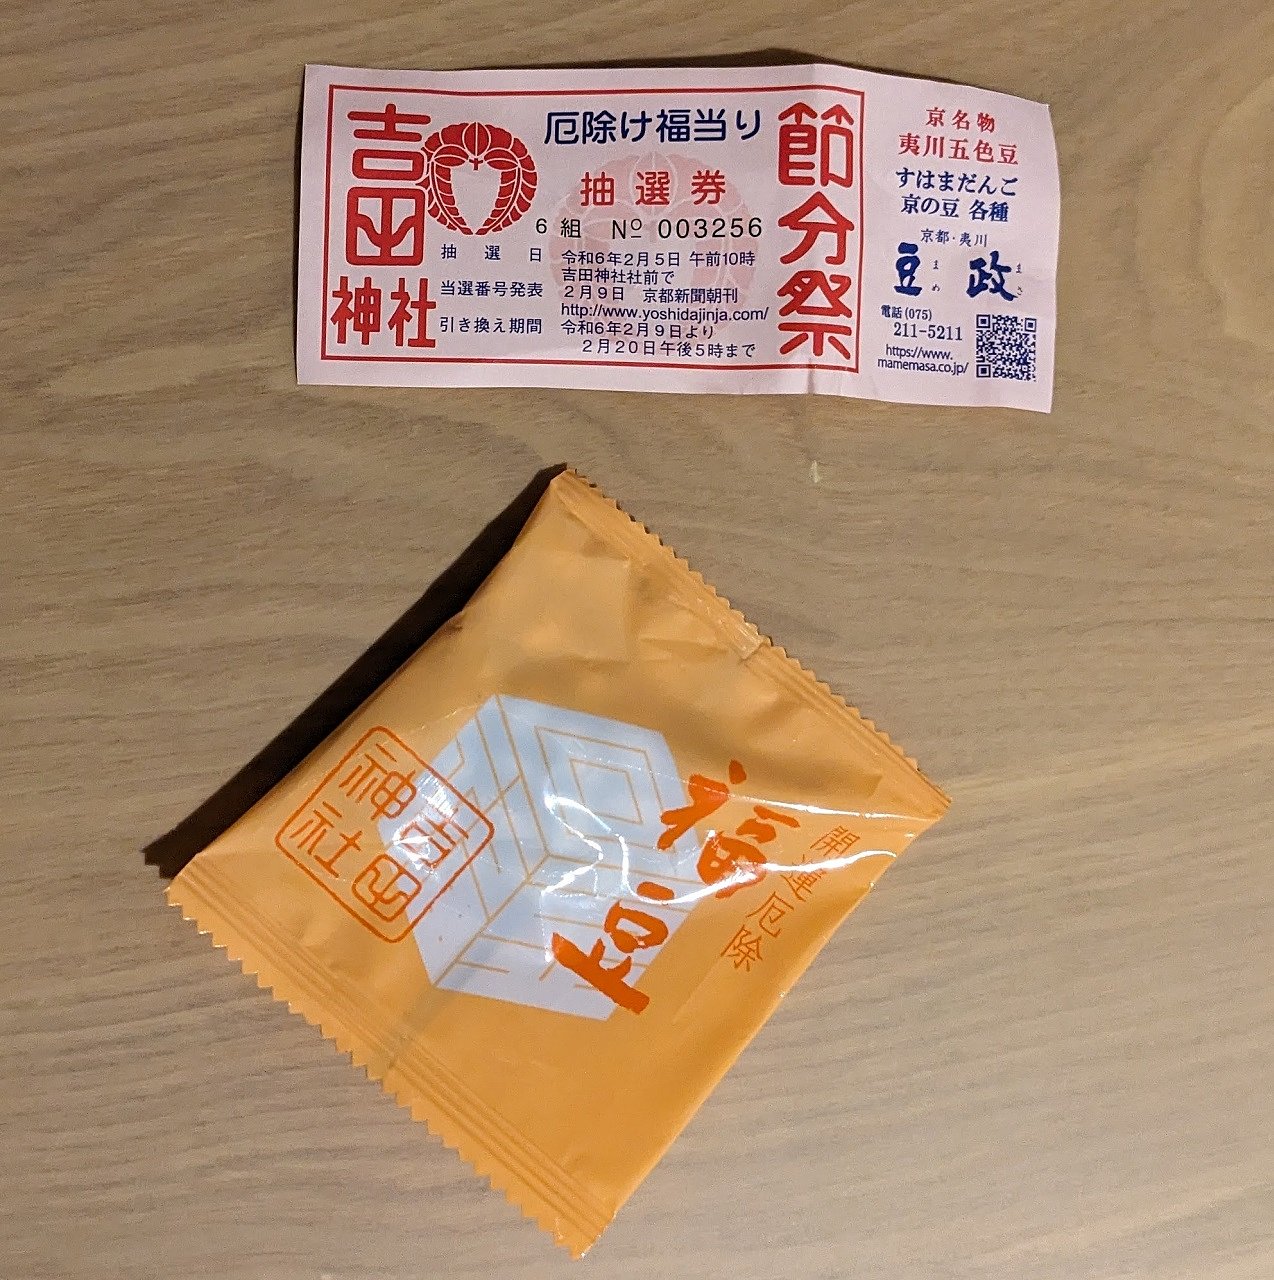 吉田神社
厄除け福当り
抽選券
6組 Nº 003256
抽選日 令和6年2月5日 午前10時
吉田神社社前で
当選番号発表 2月9日 京都新聞朝刊
http://www.yoshidajinja.com/
引き換え期間 令和6年2月9日より
2月20日午後5時まで
節分祭
京名物
夷川五色豆
すはまだんご
京の豆 各種
京都・夷川
豆政
まめまさ
電話(075)
211-5211
https://www.
mamemasa.co.jp/
開運厄除
福豆
吉田神社